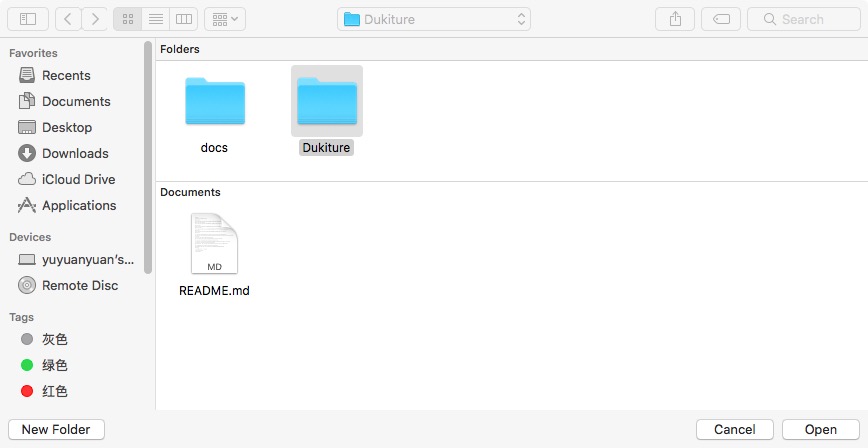 Dukiture
Search
Favorites
Recents
Documents
Desktop
Downloads
iCloud Drive
Applications
Devices
yuyuanyuan's...
Remote Disc
Tags
灰色
绿色
红色
Folders
docs
Dukiture
Documents
MD
README.md
New Folder
Cancel
Open